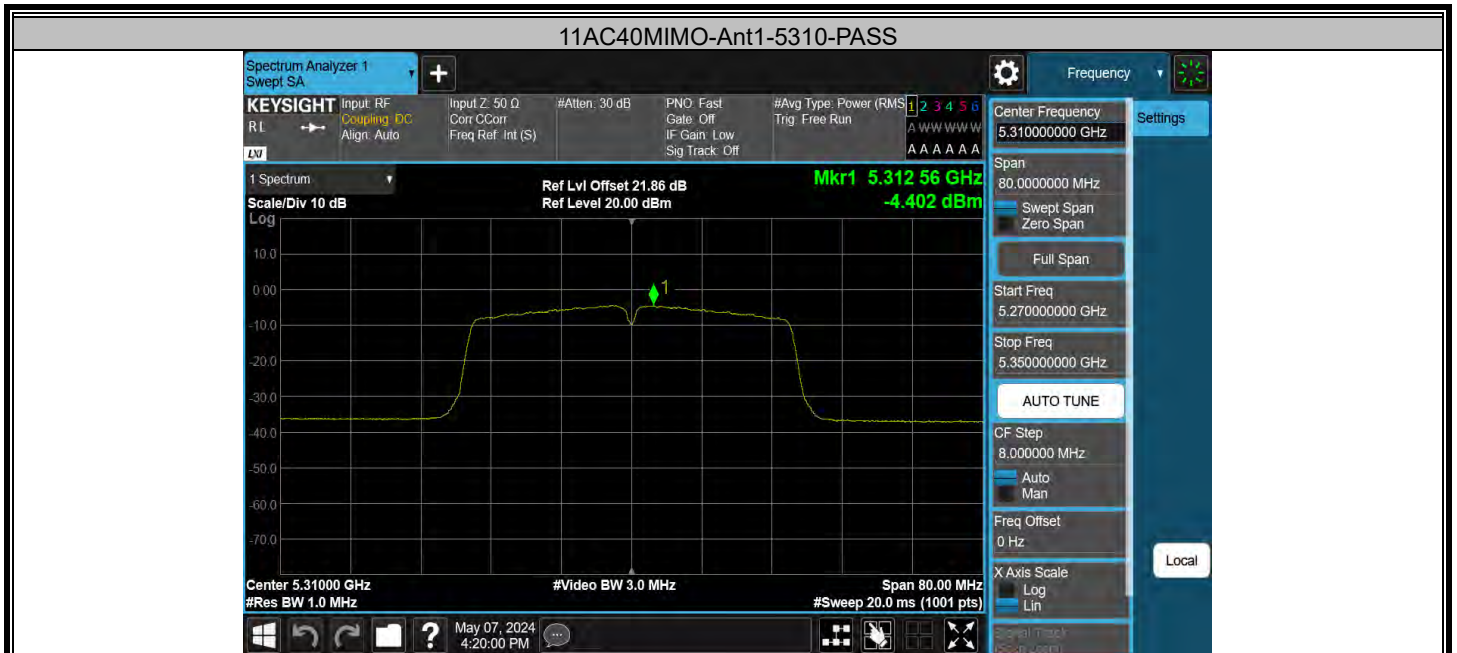 11AC40MIMO-Ant1-5310-PASS
Spectrum Analyzer 1
Swept SA
+
Frequency
KEYSIGHT
RL
LXI
Input: RF
Coupling: DC
Align: Auto
Input Z: 50 Ω
Corr CCorr
Freq Ref: Int (S)
#Atten: 30 dB
PNO: Fast
Gate: Off
IF Gain: Low
Sig Track: Off
#Avg Type: Power (RMS
Trig: Free Run
1 2 3 4 5 6
A W W W W W
A A A A A A
1 Spectrum
Scale/Div 10 dB
Log
Ref Lvl Offset 21.86 dB
Ref Level 20.00 dBm
Mkr1 5.312 56 GHz
-4.402 dBm
10.0
0.00
-10.0
-20.0
-30.0
-40.0
-50.0
-60.0
-70.0
1
Center 5.31000 GHz
#Res BW 1.0 MHz
#Video BW 3.0 MHz
Span 80.00 MHz
#Sweep 20.0 ms (1001 pts)
?
May 07, 2024
4:20:00 PM
Center Frequency
5.310000000 GHz
Settings
Span
80.0000000 MHz
Swept Span
Zero Span
Full Span
Start Freq
5.270000000 GHz
Stop Freq
5.350000000 GHz
AUTO TUNE
CF Step
8.000000 MHz
Auto
Man
Freq Offset
0 Hz
X Axis Scale
Log
Lin
Local
Signal Track